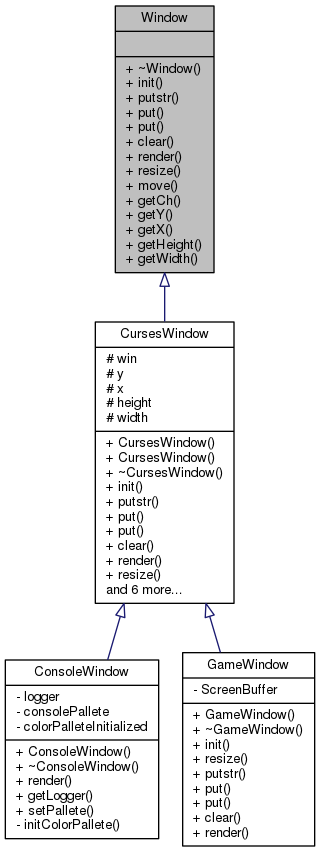 Window
+ ~Window()
+ init()
+ putstr()
+ put()
+ put()
+ clear()
+ render()
+ resize()
+ move()
+ getCh()
+ getY()
+ getX()
+ getHeight()
+ getWidth()
CursesWindow
# win
# y
# x
# height
# width
+ CursesWindow()
+ CursesWindow()
+ ~CursesWindow()
+ init()
+ putstr()
+ put()
+ put()
+ clear()
+ render()
+ resize()
and 6 more...
ConsoleWindow
- logger
- consolePallete
- colorPalleteInitialized
+ ConsoleWindow()
+ ~ConsoleWindow()
+ render()
+ getLogger()
+ setPallete()
- initColorPallete()
GameWindow
- ScreenBuffer
+ GameWindow()
+ ~GameWindow()
+ init()
+ resize()
+ putstr()
+ put()
+ put()
+ clear()
+ render()